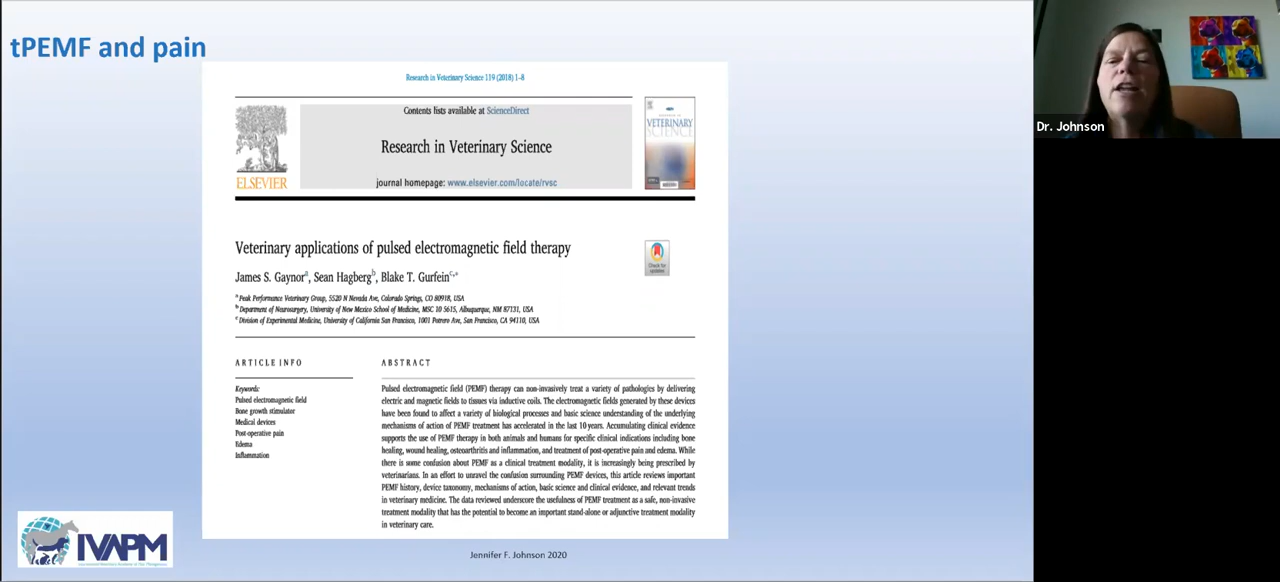 tPEMF and pain
Research in Veterinary Science 119 (2018) 1–8
Contents lists available at ScienceDirect
Research in Veterinary Science
journal homepage: www.elsevier.com/locate/rvsc
ELSEVIER
VETERINARY
SCIENCE
Veterinary applications of pulsed electromagnetic field therapy
Check for
updates
James S. Gaynorᵃ, Sean Hagbergᵇ, Blake T. Gurfeinᶜ,*
ᵃ Peak Performance Veterinary Group, 5520 N Nevada Ave, Colorado Springs, CO 80918, USA
ᵇ Department of Neurosurgery, University of New Mexico School of Medicine, MSC 10 5615, Albuquerque, NM 87131, USA
ᶜ Division of Experimental Medicine, University of California San Francisco, 1001 Potrero Ave, San Francisco, CA 94110, USA
ARTICLE INFO
Keywords:
Pulsed electromagnetic field
Bone growth stimulator
Medical devices
Post-operative pain
Edema
Inflammation
ABSTRACT
Pulsed electromagnetic field (PEMF) therapy can non-invasively treat a variety of pathologies by delivering
electric and magnetic fields to tissues via inductive coils. The electromagnetic fields generated by these devices
have been found to affect a variety of biological processes and basic science understanding of the underlying
mechanisms of action of PEMF treatment has accelerated in the last 10 years. Accumulating clinical evidence
supports the use of PEMF therapy in both animals and humans for specific clinical indications including bone
healing, wound healing, osteoarthritis and inflammation, and treatment of post-operative pain and edema. While
there is some confusion about PEMF as a clinical treatment modality, it is increasingly being prescribed by
veterinarians. In an effort to unravel the confusion surrounding PEMF devices, this article reviews important
PEMF history, device taxonomy, mechanisms of action, basic science and clinical evidence, and relevant trends
in veterinary medicine. The data reviewed underscore the usefulness of PEMF treatment as a safe, non-invasive
treatment modality that has the potential to become an important stand-alone or adjunctive treatment modality
in veterinary care.
IVAPM
Jennifer F. Johnson 2020
Dr. Johnson